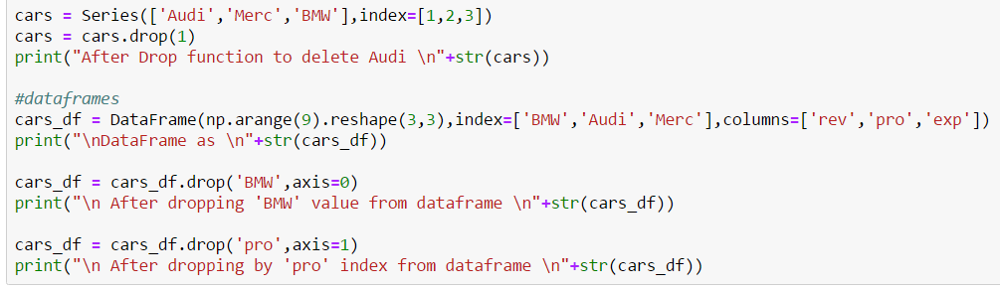 cars = Series(['Audi','Merc','BMW'],index=[1,2,3])
cars = cars.drop(1)
print("After Drop function to delete Audi \n"+str(cars))
#dataframes
cars_df = DataFrame(np.arange(9).reshape(3,3),index=['BMW','Audi','Merc'],columns=['rev','pro','exp'])
print("\nDataFrame as \n"+str(cars_df))
cars_df = cars_df.drop('BMW',axis=0)
print("\n After dropping 'BMW' value from dataframe \n"+str(cars_df))
cars_df = cars_df.drop('pro',axis=1)
print("\n After dropping by 'pro' index from dataframe \n"+str(cars_df))